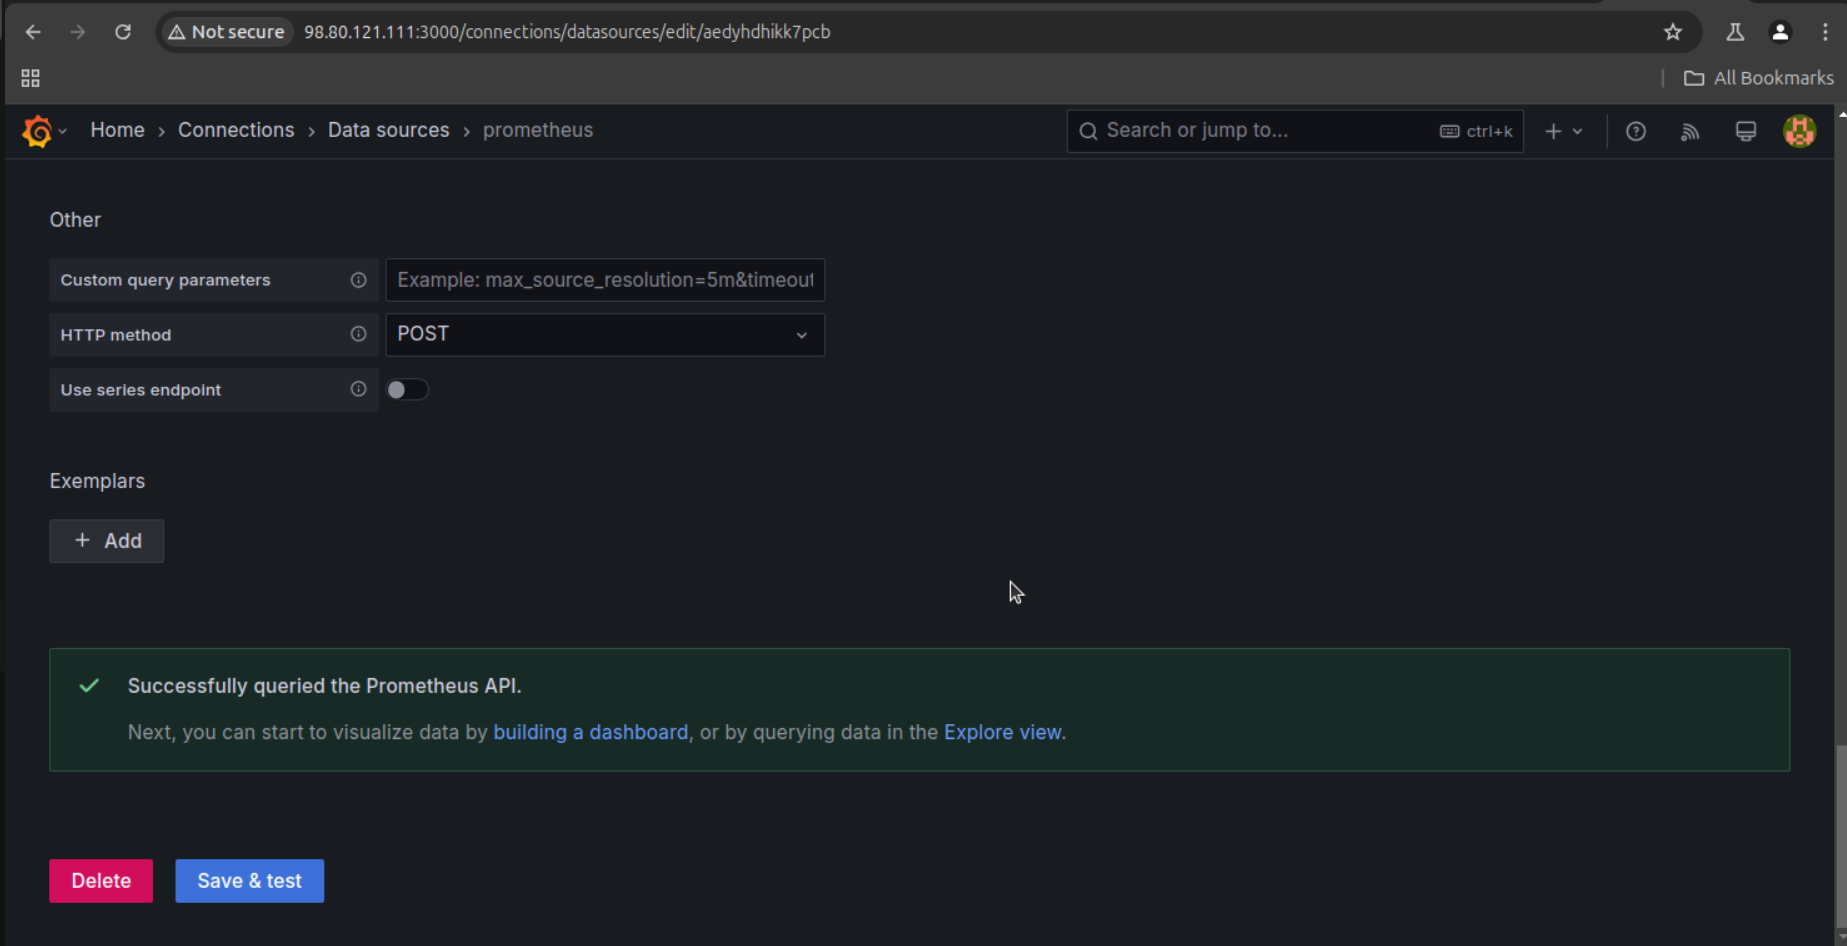 Not secure 98.80.121.111:3000/connections/datasources/edit/aedyhdhikk7pcb
All Bookmarks
Home › Connections › Data sources › prometheus Search or jump to... ctrl+k
Other
Custom query parameters Example: max_source_resolution=5m&timeout
HTTP method POST
Use series endpoint
Exemplars
+ Add
Successfully queried the Prometheus API.
Next, you can start to visualize data by building a dashboard, or by querying data in the Explore view.
Delete Save & test